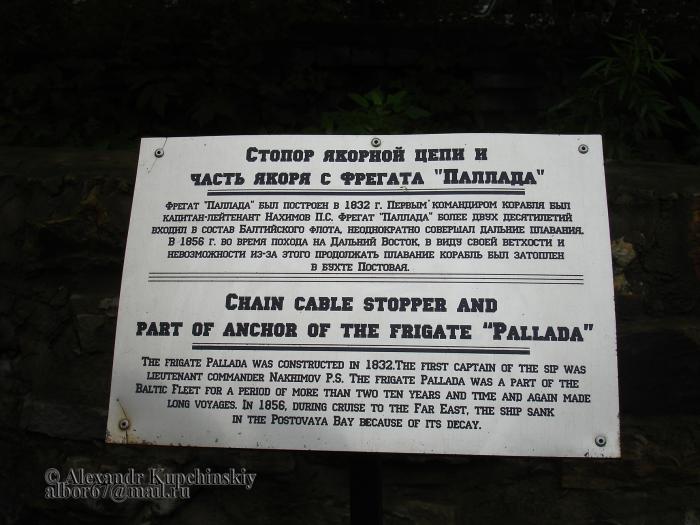 Стопор якорной цепи и
часть якоря с фрегата "Паллада"
Фрегат "Паллада" был построен в 1832 г. Первым командиром корабля был
капитан-лейтенант Нахимов П.С. Фрегат "Паллада" более двух десятилетий
входил в состав Балтийского флота, неоднократно совершал дальние плавания.
В 1856 г. во время похода на Дальний Восток, в виду своей ветхости и
невозможности из-за этого продолжать плавание корабль был затоплен
в бухте Постовая.
Chain cable stopper and
part of anchor of the frigate “Pallada”
The frigate Pallada was constructed in 1832.The first captain of the sip was
lieutenant commander Nakhimov P.S. The frigate Pallada was a part of the
Baltic Fleet for a period of more than two ten years and time and again made
long voyages. In 1856, during cruise to the Far East, the ship sank
in the Postovaya Bay because of its decay.
© Alexandr Kupchinskiy
albor67@mail.ru